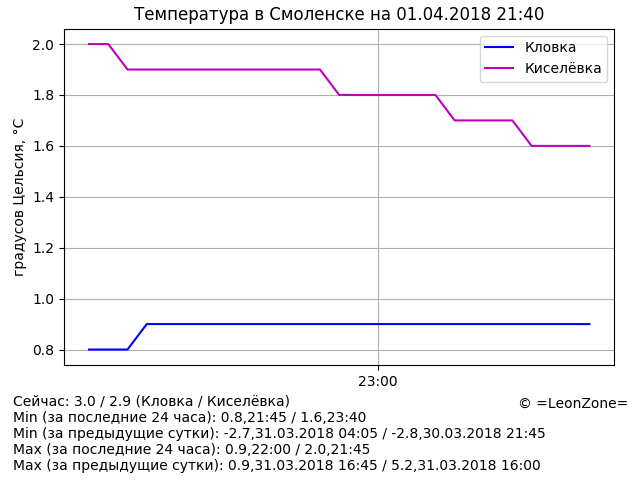 Температура в Смоленске на 01.04.2018 21:40
градусов Цельсия, °C
2.0
1.8
1.6
1.4
1.2
1.0
0.8
Кловка
Киселёвка
23:00
Сейчас: 3.0 / 2.9 (Кловка / Киселёвка)
© =LeonZone=
Min (за последние 24 часа): 0.8,21:45 / 1.6,23:40
Min (за предыдущие сутки): -2.7,31.03.2018 04:05 / -2.8,30.03.2018 21:45
Max (за последние 24 часа): 0.9,22:00 / 2.0,21:45
Max (за предыдущие сутки): 0.9,31.03.2018 16:45 / 5.2,31.03.2018 16:00